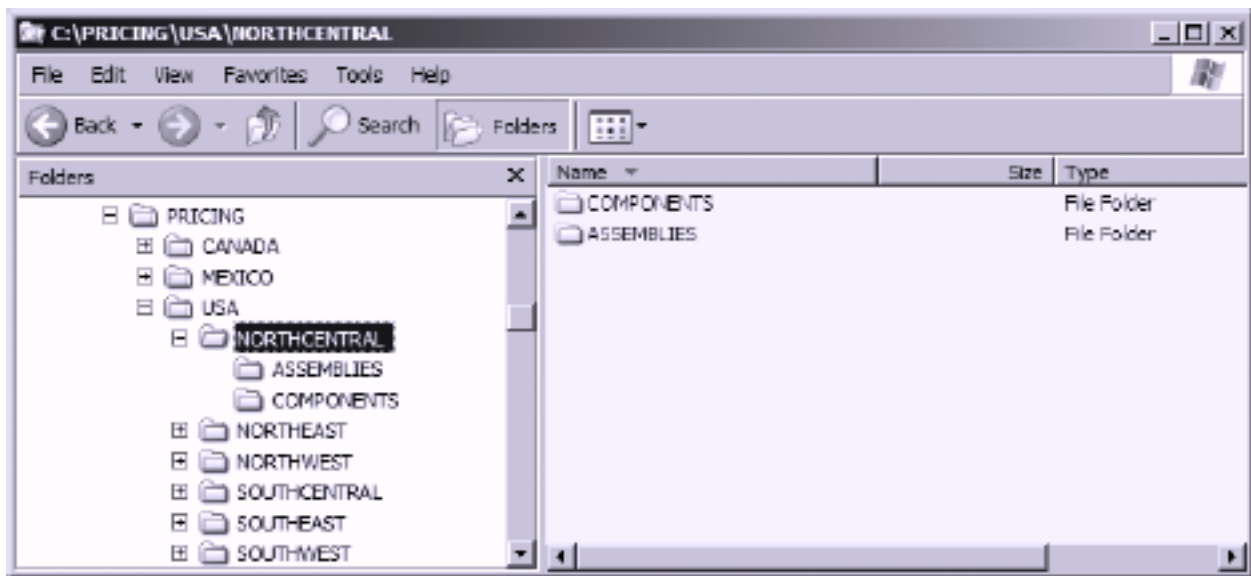 C:\PRICING\USA\NORTHCENTRAL
File Edit View Favorites Tools Help
Back Search Folders
Folders
PRICING
CANADA
MEXICO
USA
NORTHCENTRAL
ASSEMBLIES
COMPONENTS
NORTHEAST
NORTHWEST
SOUTHCENTRAL
SOUTHEAST
SOUTHWEST
Name Size Type
COMPONENTS File Folder
ASSEMBLIES File Folder